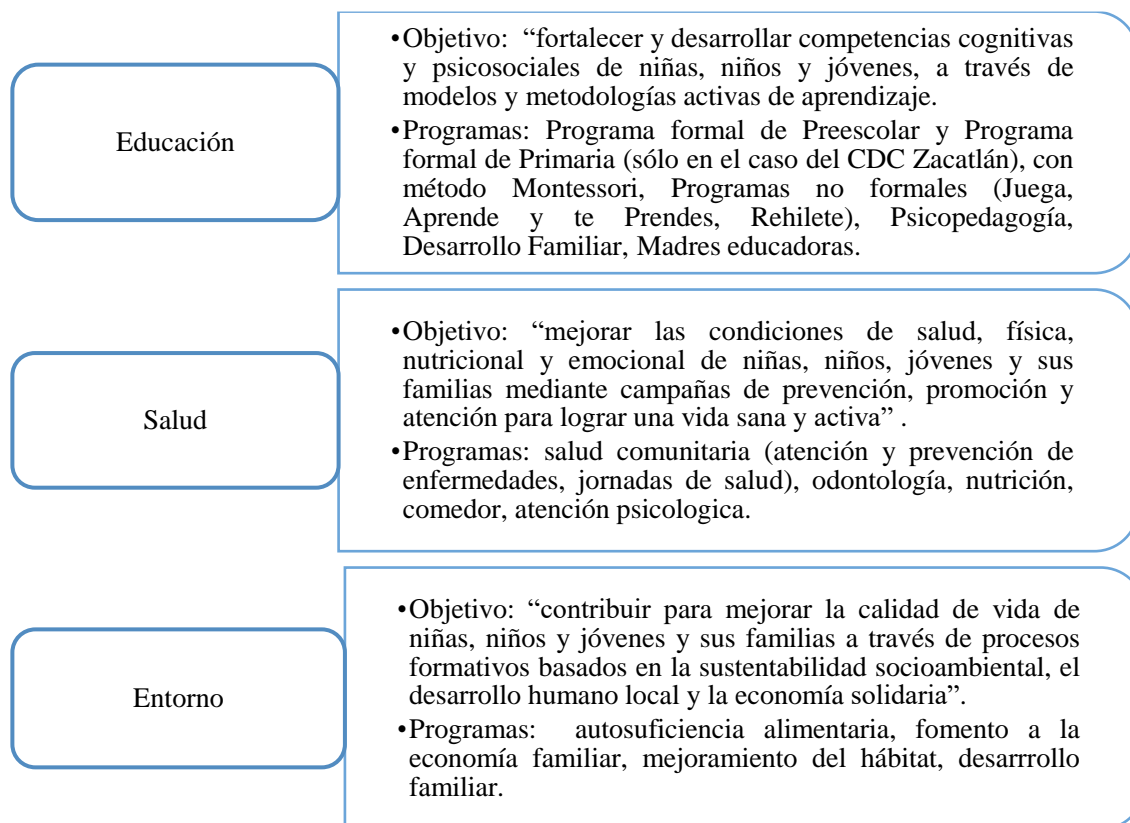 Educación
•Objetivo: “fortalecer y desarrollar competencias cognitivas
y psicosociales de niñas, niños y jóvenes, a través de
modelos y metodologías activas de aprendizaje.
•Programas: Programa formal de Preescolar y Programa
formal de Primaria (sólo en el caso del CDC Zacatlán), con
método Montessori, Programas no formales (Juega,
Aprende y te Prendes, Rehilete), Psicopedagogía,
Desarrollo Familiar, Madres educadoras.
Salud
•Objetivo: “mejorar las condiciones de salud, física,
nutricional y emocional de niñas, niños, jóvenes y sus
familias mediante campañas de prevención, promoción y
atención para lograr una vida sana y activa” .
•Programas: salud comunitaria (atención y prevención de
enfermedades, jornadas de salud), odontología, nutrición,
comedor, atención psicologica.
Entorno
•Objetivo: “contribuir para mejorar la calidad de vida de
niñas, niños y jóvenes y sus familias a través de procesos
formativos basados en la sustentabilidad socioambiental, el
desarrollo humano local y la economía solidaria”.
•Programas: autosuficiencia alimentaria, fomento a la
economía familiar, mejoramiento del hábitat, desarrrollo
familiar.